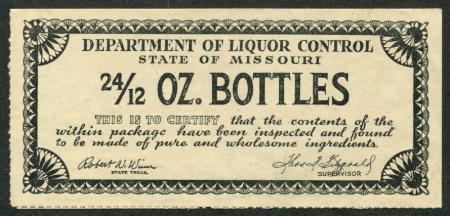 DEPARTMENT OF LIQUOR CONTROL
STATE OF MISSOURI
24/12 OZ. BOTTLES
THIS IS TO CERTIFY that the contents of the
within package have been inspected and found
to be made of pure and wholesome ingredients.
Robert W. Winn
STATE TREAS.
SUPERVISOR